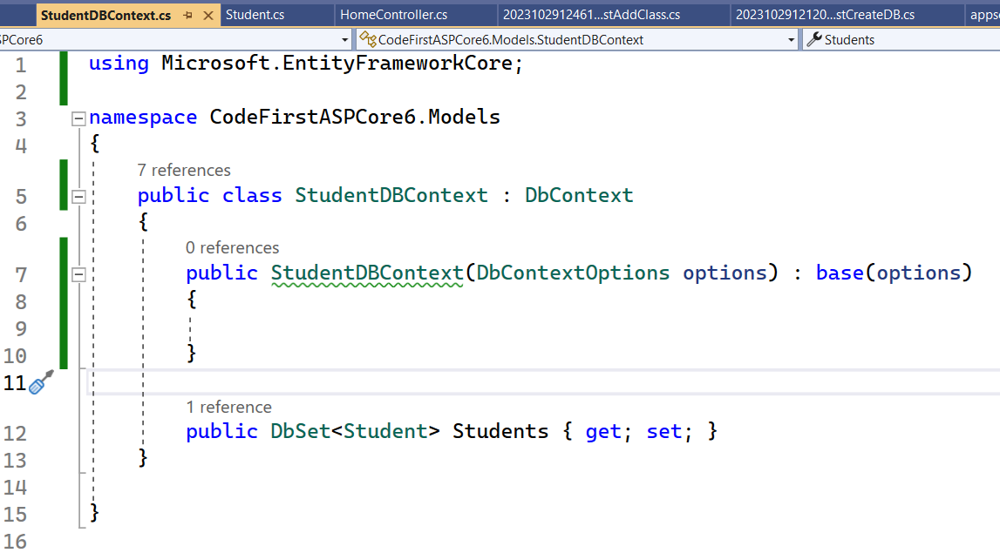 StudentDBContext.cs Student.cs HomeController.cs 2023102912461...stAddClass.cs 2023102912120...stCreateDB.cs apps
SPCore6 CodeFirstASPCore6.Models.StudentDBContext Students
1 using Microsoft.EntityFrameworkCore;
2
3 namespace CodeFirstASPCore6.Models
4 {
7 references
5 public class StudentDBContext : DbContext
6 {
0 references
7 public StudentDBContext(DbContextOptions options) : base(options)
8 {
9
10 }
11
1 reference
12 public DbSet<Student> Students { get; set; }
13 }
14
15 }
16